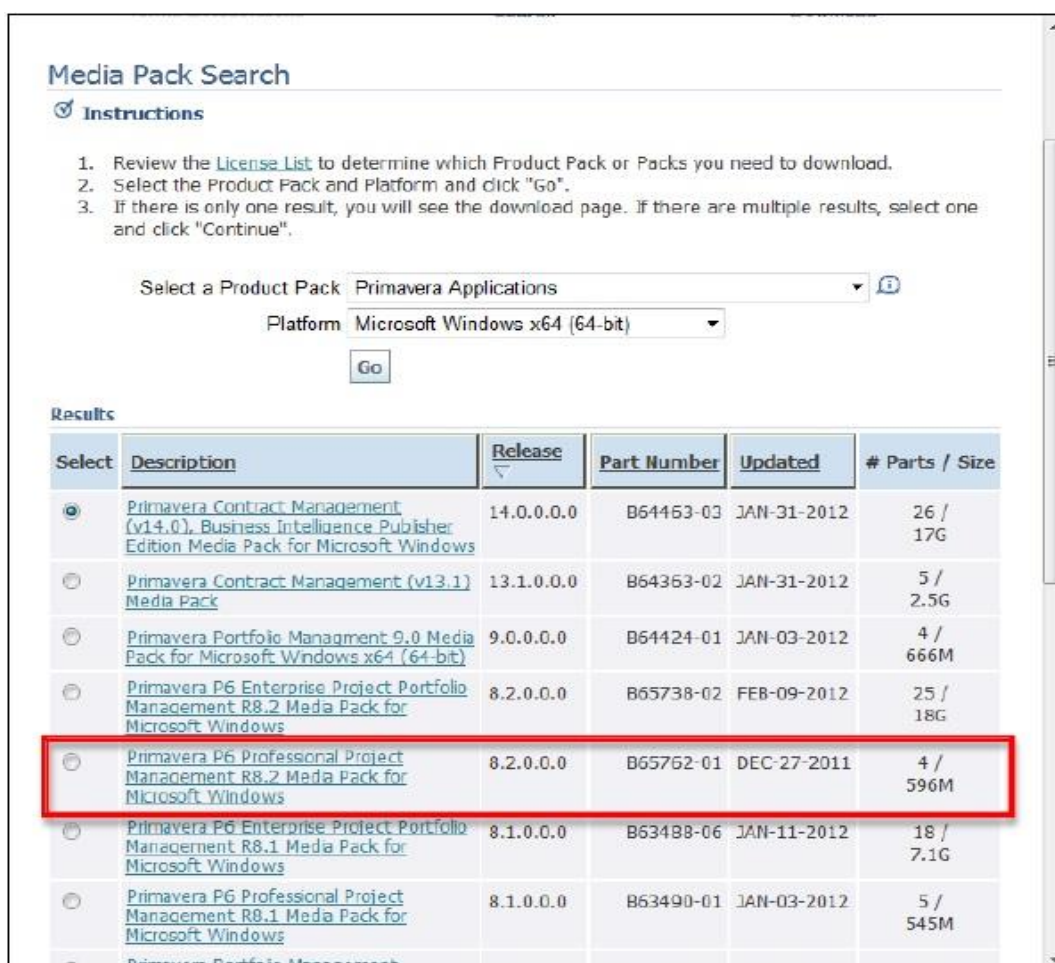 Media Pack Search
Instructions
1. Review the License List to determine which Product Pack or Packs you need to download.
2. Select the Product Pack and Platform and click "Go".
3. If there is only one result, you will see the download page. If there are multiple results, select one
and click "Continue".
Select a Product Pack Primavera Applications
Platform Microsoft Windows x64 (64-bit)
Go
Results
Select Description Release Part Number Updated # Parts / Size
Primavera Contract Management
(v14.0), Business Intelligence Publisher
Edition Media Pack for Microsoft Windows
14.0.0.0.0 B64463-03 JAN-31-2012 26 /
17G
Primavera Contract Management (v13.1)
Media Pack
13.1.0.0.0 B64363-02 JAN-31-2012 5 /
2.5G
Primavera Portfolio Managment 9.0 Media
Pack for Microsoft Windows x64 (64-bit)
9.0.0.0.0 B64424-01 JAN-03-2012 4 /
666M
Primavera P6 Enterprise Project Portfolio
Management R8.2 Media Pack for
Microsoft Windows
8.2.0.0.0 B65738-02 FEB-09-2012 25 /
18G
Primavera P6 Professional Project
Management R8.2 Media Pack for
Microsoft Windows
8.2.0.0.0 B65762-01 DEC-27-2011 4 /
596M
Primavera P6 Enterprise Project Portfolio
Management R8.1 Media Pack for
Microsoft Windows
8.1.0.0.0 B63488-06 JAN-11-2012 18 /
7.1G
Primavera P6 Professional Project
Management R8.1 Media Pack for
Microsoft Windows
8.1.0.0.0 B63490-01 JAN-03-2012 5 /
545M